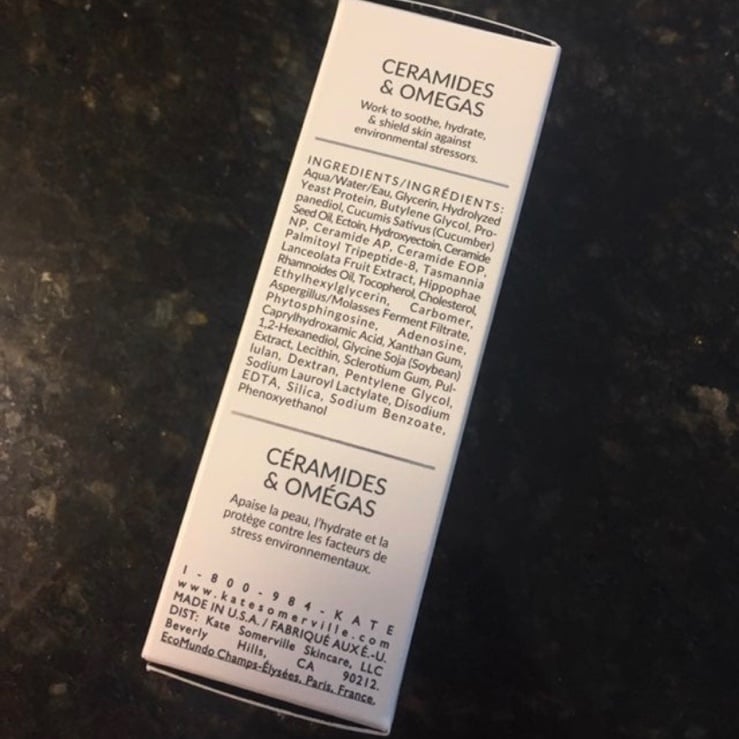 CERAMIDES
& OMEGAS
Work to soothe, hydrate,
& shield skin against
environmental stressors.
INGREDIENTS/INGRÉDIENTS:
Aqua/Water/Eau, Glycerin, Hydrolyzed
Yeast Protein, Butylene Glycol, Pro-
panediol, Cucumis Sativus (Cucumber)
Seed Oil, Ectoin, Hydroxyectoin, Ceramide
NP, Ceramide AP, Ceramide EOP,
Palmitoyl Tripeptide-8, Tasmannia
Lanceolata Fruit Extract, Hippophae
Rhamnoides Oil, Tocopherol, Cholesterol,
Ethylhexylglycerin, Carbomer,
Aspergillus/Molasses Ferment Filtrate,
Phytosphingosine, Adenosine,
Caprylhydroxamic Acid, Xanthan Gum,
1,2-Hexanediol, Glycine Soja (Soybean)
Extract, Lecithin, Sclerotium Gum, Pul-
lulan, Dextran, Pentylene Glycol,
Sodium Lauroyl Lactylate, Disodium
EDTA, Silica, Sodium Benzoate,
Phenoxyethanol
CÉRAMIDES
& OMÉGAS
Apaise la peau, l'hydrate et la
protège contre les facteurs de
stress environnementaux.
1-800-984-KATE
www.katesomerville.com
MADE IN U.S.A. / FABRIQUÉ AUX É.-U.
DIST: Kate Somerville Skincare, LLC
Beverly Hills, CA 90212.
EcoMundo Champs-Élysées, Paris, France.